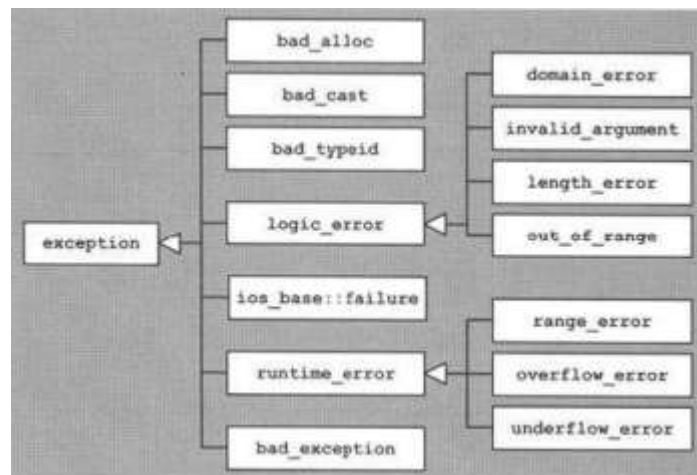 exception
bad_alloc
bad_cast
bad_typeid
logic_error
ios_base::failure
runtime_error
bad_exception
domain_error
invalid_argument
length_error
out_of_range
range_error
overflow_error
underflow_error